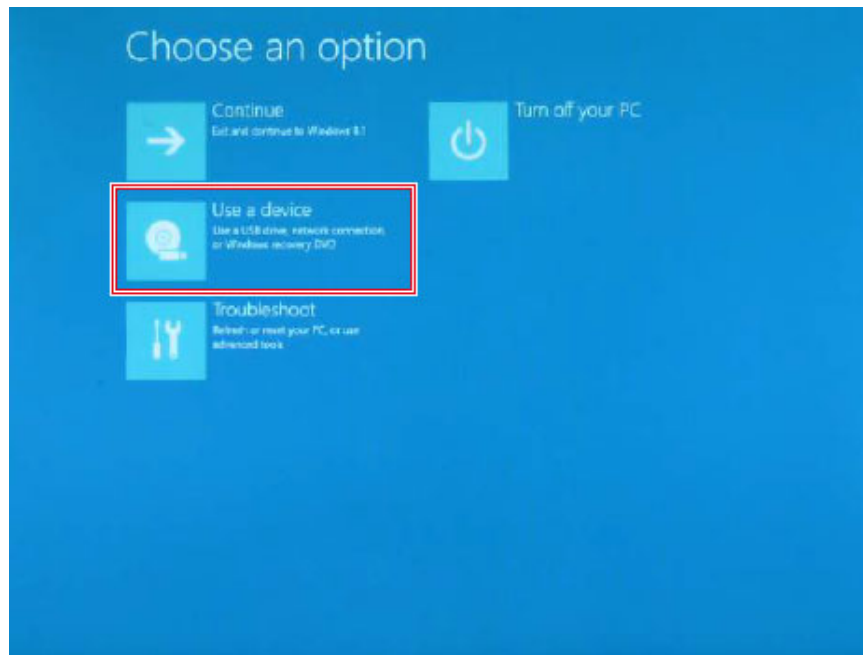 Choose an option
Continue
Exit and continue to Windows 8.1
Turn off your PC
Use a device
Use a USB drive, network connection,
or Windows recovery DVD
Troubleshoot
Refresh or reset your PC, or use
advanced tools